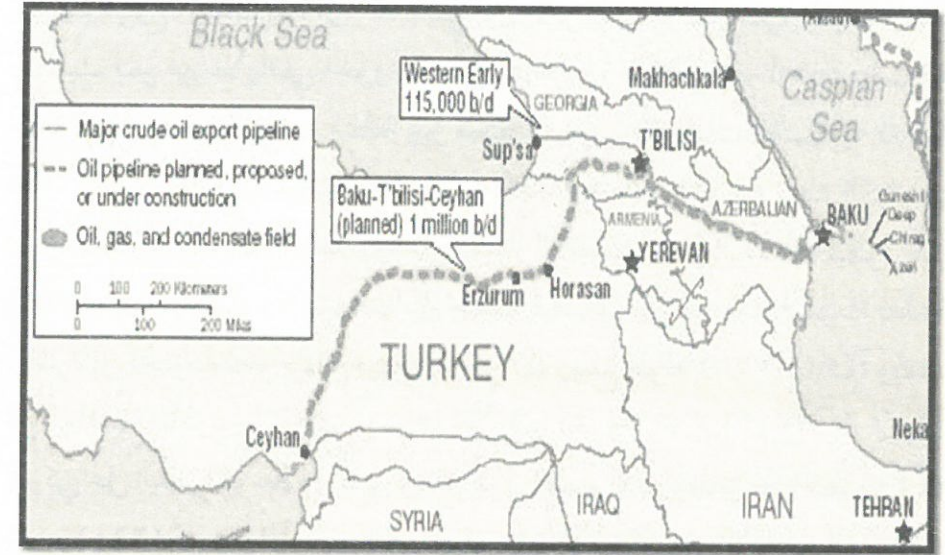 Black Sea
Western Early
115,000 b/d
GEORGIA
Makhachkala
Caspian
Sea
Major crude oil export pipeline
Oil pipeline planned, proposed,
or under construction
Oil, gas, and condensate field
0 100 200 Kilometers
0 100 200 Miles
Sup'sa
T'BILISI
Baku-T'bilisi-Ceyhan
(planned) 1 million b/d
ARMENIA
AZERBAIJAN
BAKU
Deep
YEREVAN
Erzurum
Horasan
TURKEY
Ceyhan
Neka
SYRIA
IRAQ
IRAN
TEHRAN